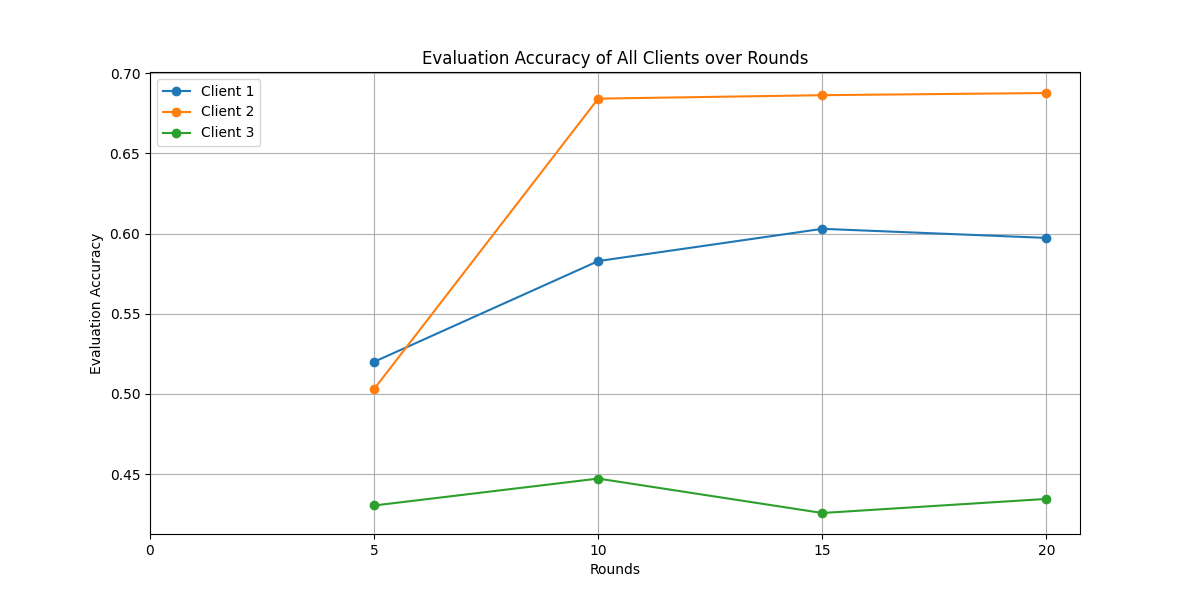 Evaluation Accuracy of All Clients over Rounds
Client 1
Client 2
Client 3
Evaluation Accuracy
0.70
0.65
0.60
0.55
0.50
0.45
0 5 10 15 20
Rounds